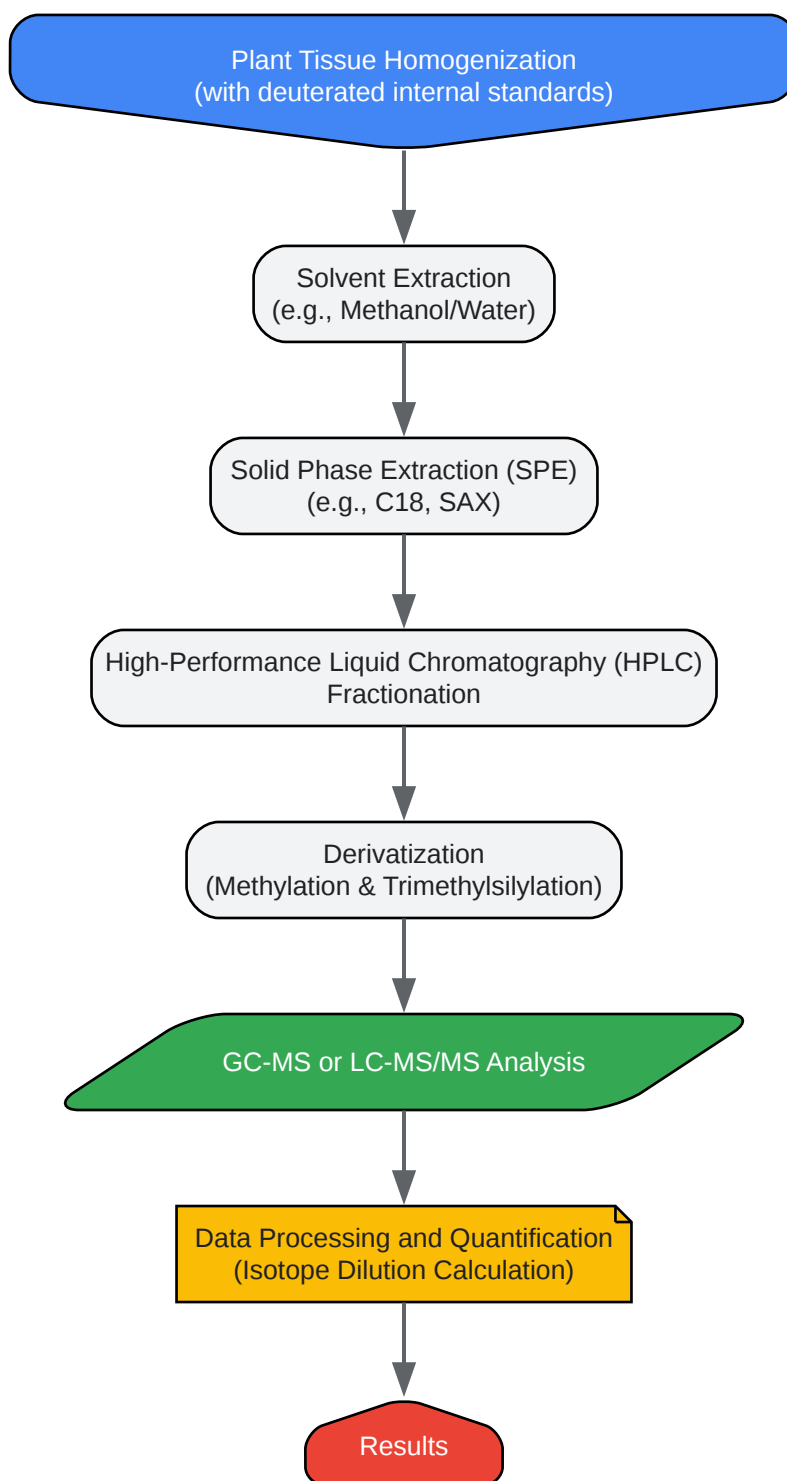 Plant Tissue Homogenization
(with deuterated internal standards)
Solvent Extraction
(e.g., Methanol/Water)
Solid Phase Extraction (SPE)
(e.g., C18, SAX)
High-Performance Liquid Chromatography (HPLC)
Fractionation
Derivatization
(Methylation & Trimethylsilylation)
GC-MS or LC-MS/MS Analysis
Data Processing and Quantification
(Isotope Dilution Calculation)
Results